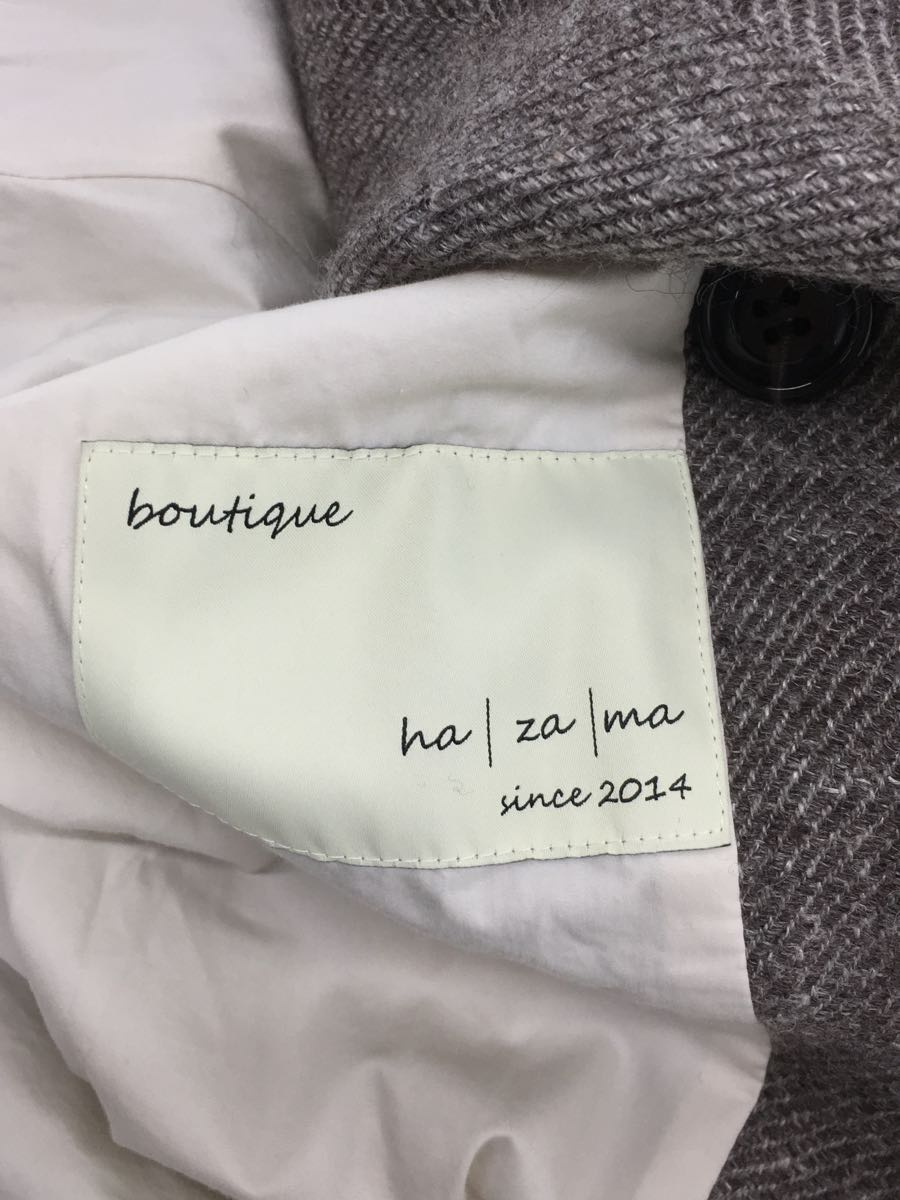 boutique
ha | za | ma
since 2014